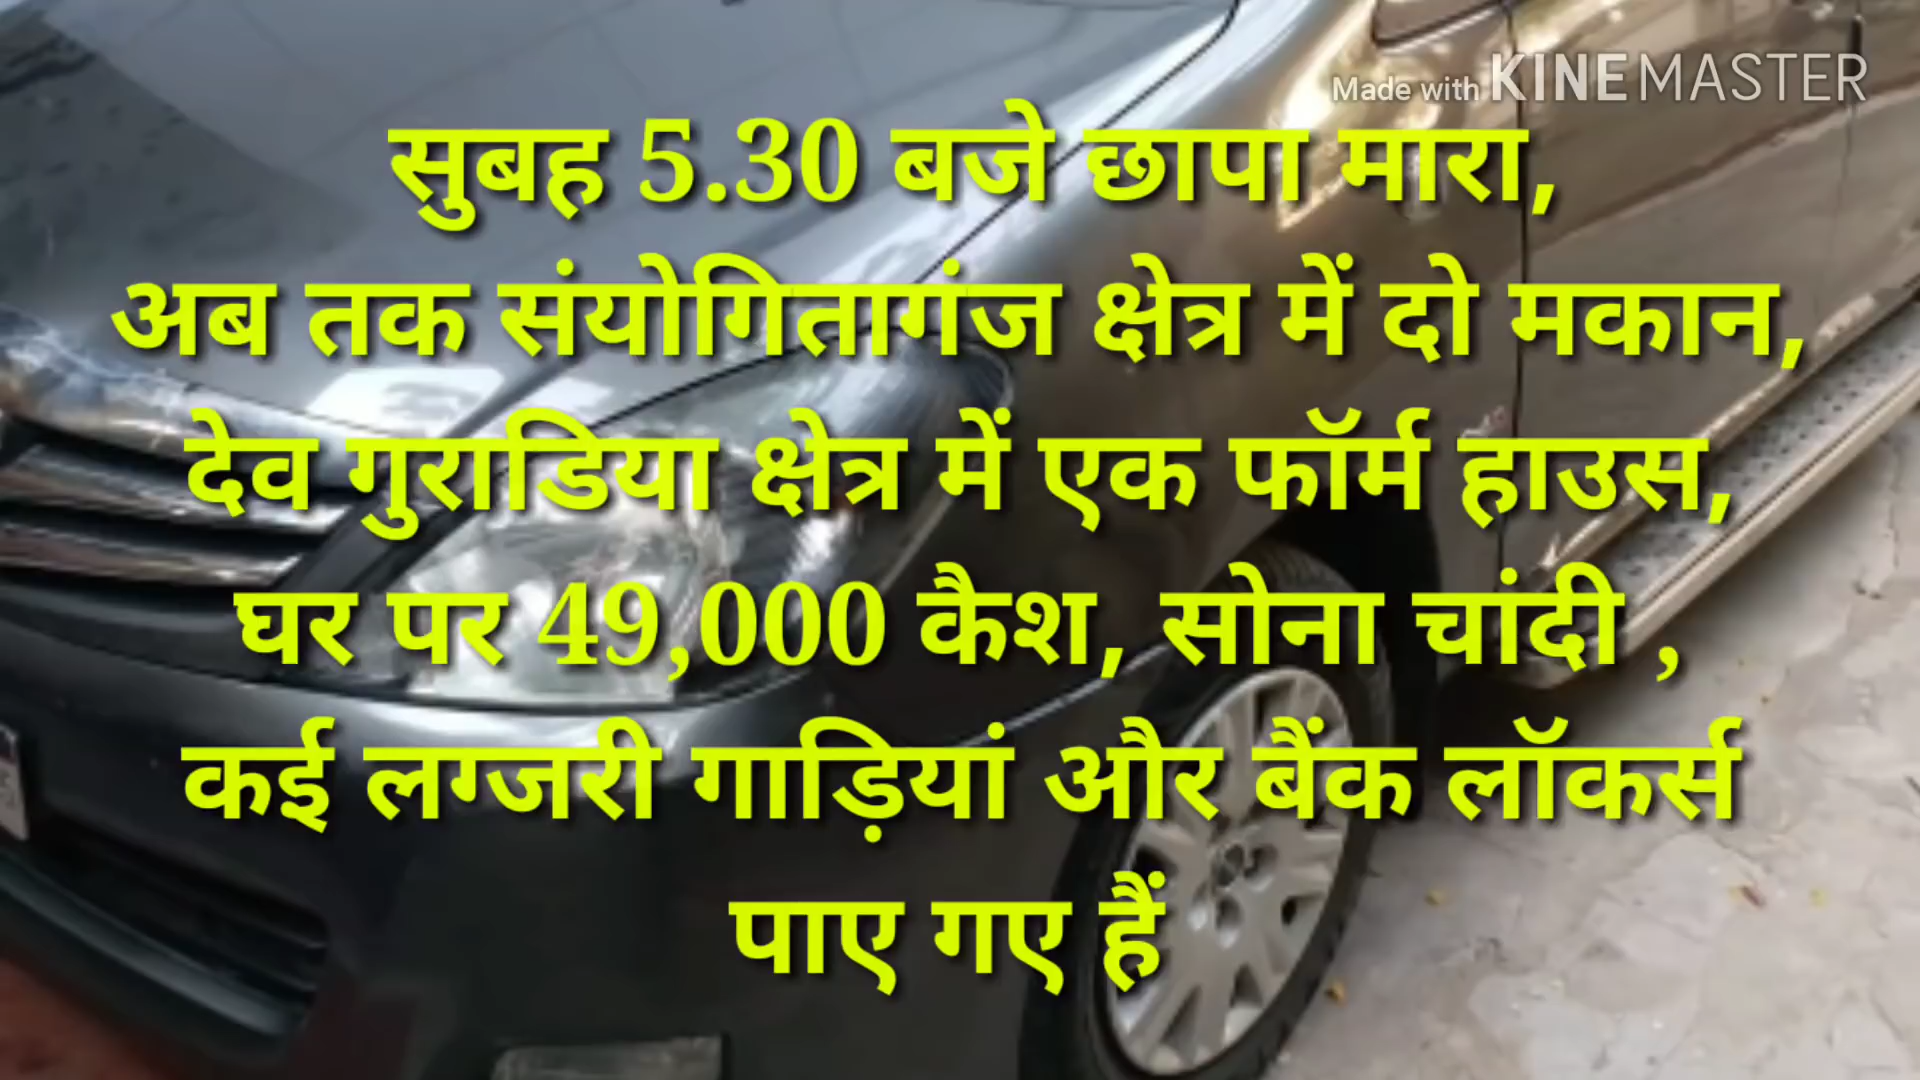 Made with KINEMASTER
सुबह 5.30 बजे छापा मारा,
अब तक संयोगितागंज क्षेत्र में दो मकान,
देव गुराडिया क्षेत्र में एक फॉर्म हाउस,
घर पर 49,000 कैश, सोना चांदी ,
कई लग्जरी गाड़ियां और बैंक लॉकर्स
पाए गए हैं